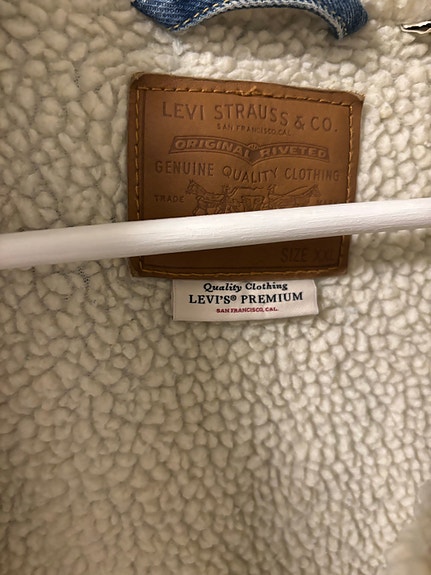 LEVI STRAUSS & CO.
SAN FRANCISCO, CAL.
ORIGINAL RIVETED
GENUINE QUALITY CLOTHING
TRADE
SIZE XXL
Quality Clothing
LEVI'S® PREMIUM
SAN FRANCISCO, CAL.